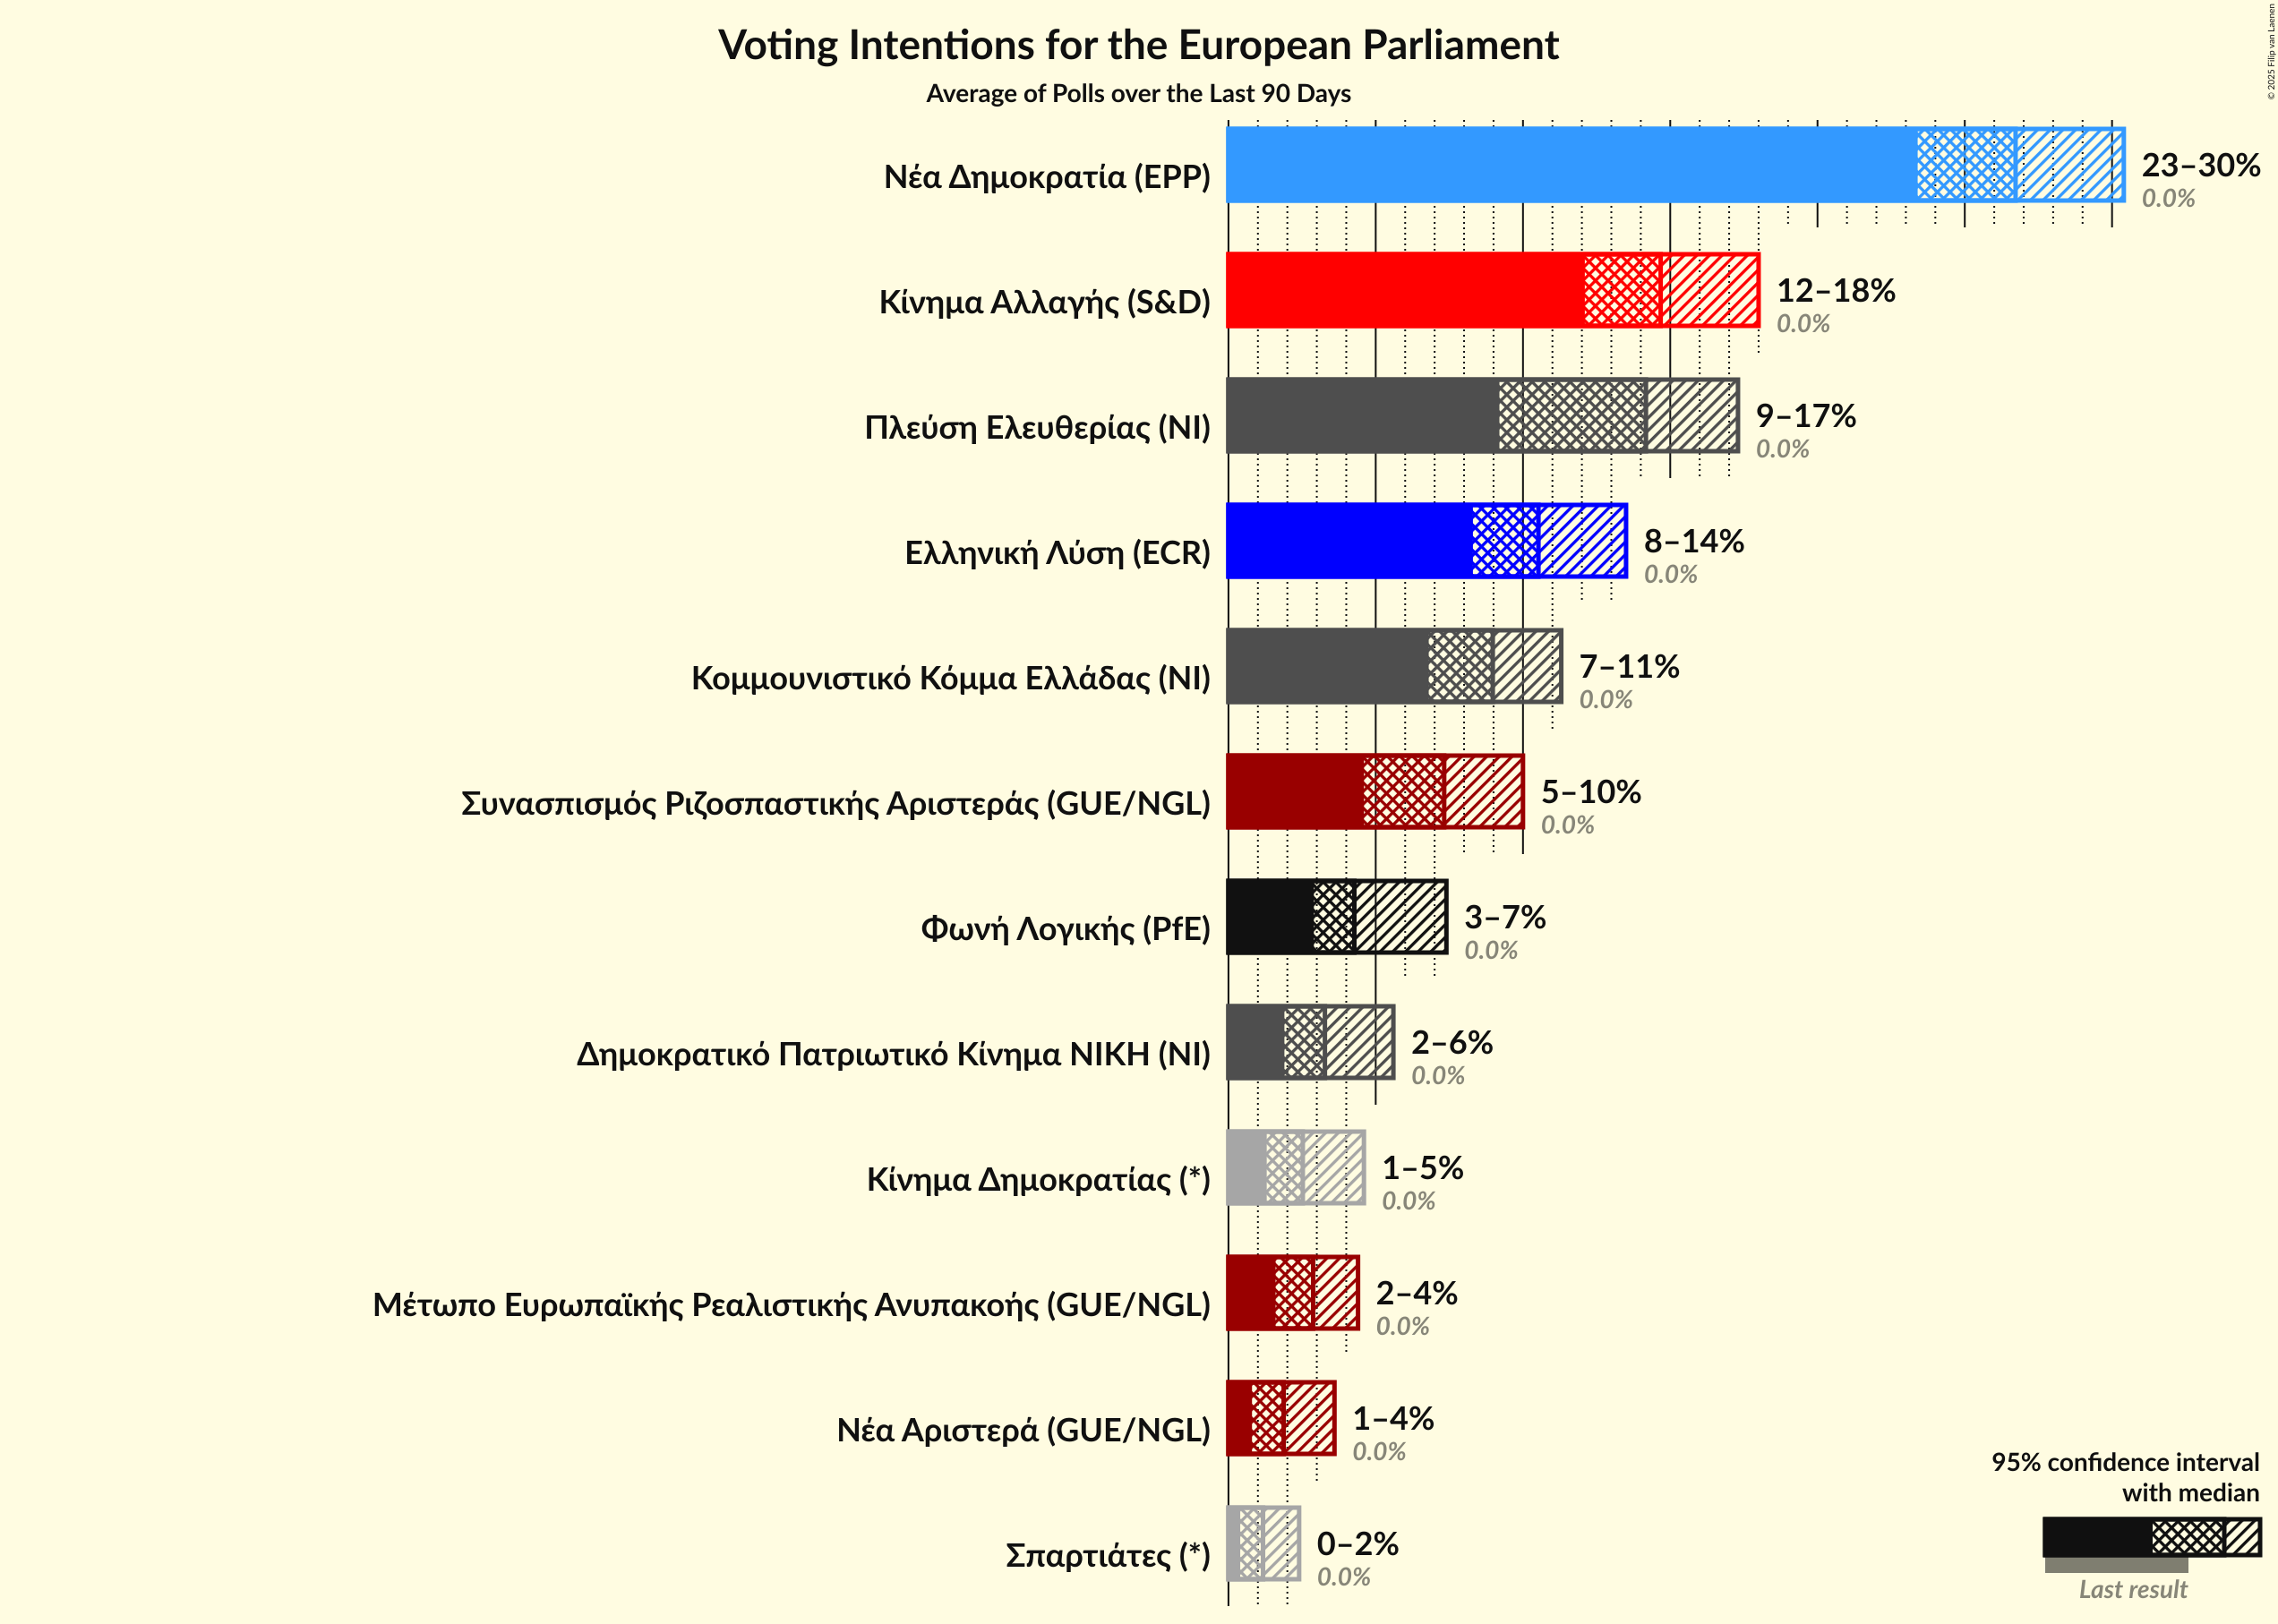 Voting Intentions for the European Parliament
Average of Polls over the Last 90 Days
© 2025 Filip van Laenen
Νέα Δημοκρατία (EPP)
23–30%
0.0%
Κίνημα Αλλαγής (S&D)
12–18%
0.0%
Πλεύση Ελευθερίας (NI)
9–17%
0.0%
Ελληνική Λύση (ECR)
8–14%
0.0%
Κομμουνιστικό Κόμμα Ελλάδας (NI)
7–11%
0.0%
Συνασπισμός Ριζοσπαστικής Αριστεράς (GUE/NGL)
5–10%
0.0%
Φωνή Λογικής (PfE)
3–7%
0.0%
Δημοκρατικό Πατριωτικό Κίνημα ΝΙΚΗ (NI)
2–6%
0.0%
Κίνημα Δημοκρατίας (*)
1–5%
0.0%
Μέτωπο Ευρωπαϊκής Ρεαλιστικής Ανυπακοής (GUE/NGL)
2–4%
0.0%
Νέα Αριστερά (GUE/NGL)
1–4%
0.0%
Σπαρτιάτες (*)
0–2%
0.0%
95% confidence interval
with median
Last result